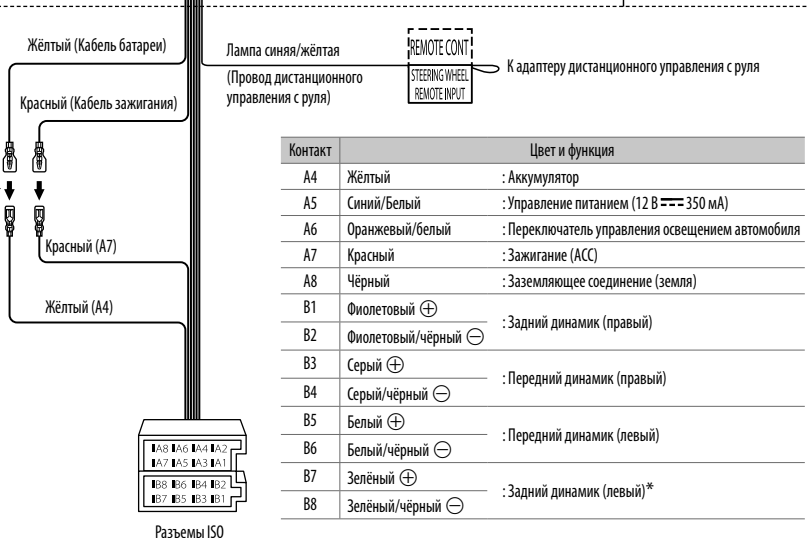 Жёлтый (Кабель батареи)
Красный (Кабель зажигания)
Лампа синяя/жёлтая
(Провод дистанционного
управления с руля)
REMOTE CONT
STEERING WHEEL
REMOTE INPUT
К адаптеру дистанционного управления с руля
Красный (A7)
Жёлтый (A4)
Контакт Цвет и функция
A4 Жёлтый : Аккумулятор
A5 Синий/Белый : Управление питанием (12 В ⎓ 350 мА)
A6 Оранжевый/белый : Переключатель управления освещением автомобиля
A7 Красный : Зажигание (ACC)
A8 Чёрный : Заземляющее соединение (земля)
B1 Фиолетовый ⊕
: Задний динамик (правый)
B2 Фиолетовый/чёрный ⊖
B3 Серый ⊕
: Передний динамик (правый)
B4 Серый/чёрный ⊖
B5 Белый ⊕
: Передний динамик (левый)
B6 Белый/чёрный ⊖
B7 Зелёный ⊕
: Задний динамик (левый)*
B8 Зелёный/чёрный ⊖
A8 A6 A4 A2
A7 A5 A3 A1
B8 B6 B4 B2
B7 B5 B3 B1
Разъемы ISO